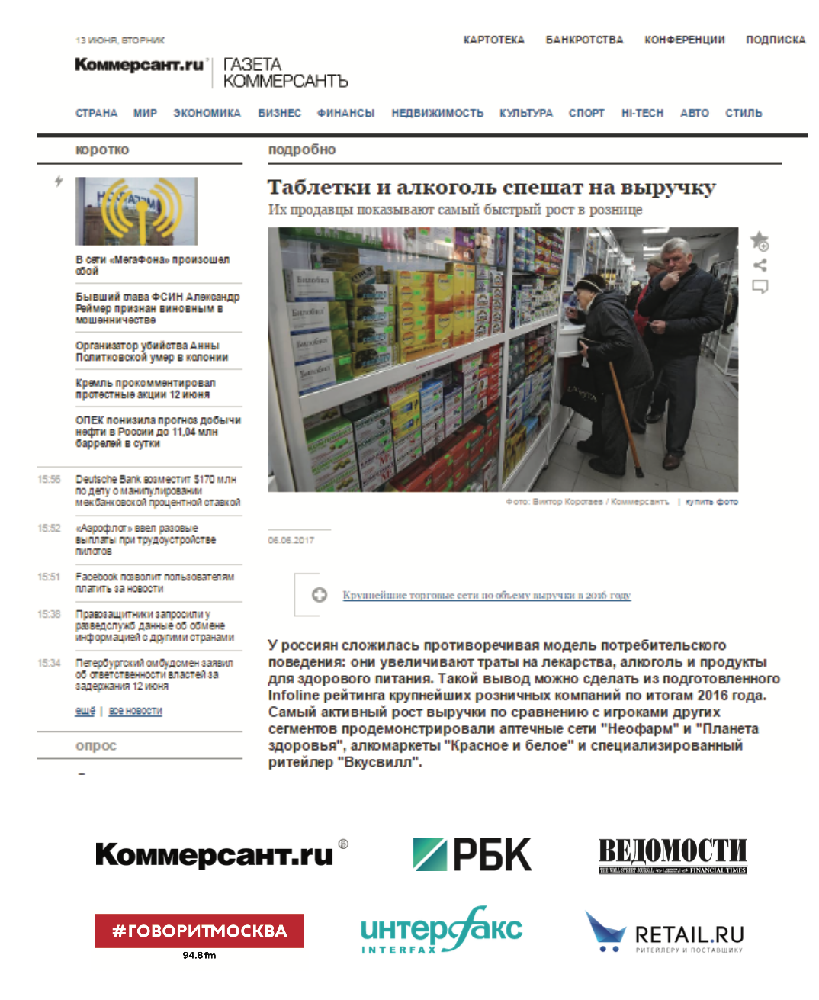 13 ИЮНЯ, ВТОРНИК
КАРТОТЕКА БАНКРОТСТВА КОНФЕРЕНЦИИ ПОДПИСКА
Коммерсант.ru
ГАЗЕТА
КОММЕРСАНТЪ
СТРАНА МИР ЭКОНОМИКА БИЗНЕС ФИНАНСЫ НЕДВИЖИМОСТЬ КУЛЬТУРА СПОРТ HI-TECH АВТО СТИЛЬ
коротко
В сети «МегаФона» произошел
сбой
Бывший глава ФСИН Александр
Реймер признан виновным в
мошенничестве
Организатор убийства Анны
Политковской умер в колонии
Кремль прокомментировал
протестные акции 12 июня
ОПЕК понизила прогноз добычи
нефти в России до 11,04 млн
баррелей в сутки
15:56 Deutsche Bank возместит $170 млн
по делу о манипулировании
межбанковской процентной ставкой
15:52 «Аэрофлот» ввел разовые
выплаты при трудоустройстве
пилотов
15:51 Facebook позволит пользователям
платить за новости
15:38 Правозащитники запросили у
разведслужб данные об обмене
информацией с другими странами
15:34 Петербургский омбудсмен заявил
об ответственности властей за
задержания 12 июня
ещё | все новости
опрос
подробно
Таблетки и алкоголь спешат на выручку
Их продавцы показывают самый быстрый рост в рознице
Билобил
Билобил
Билобил
Фото: Виктор Коротаев / Коммерсантъ | купить фото
06.06.2017
Крупнейшие торговые сети по объему выручки в 2016 году
У россиян сложилась противоречивая модель потребительского
поведения: они увеличивают траты на лекарства, алкоголь и продукты
для здорового питания. Такой вывод можно сделать из подготовленного
Infoline рейтинга крупнейших розничных компаний по итогам 2016 года.
Самый активный рост выручки по сравнению с игроками других
сегментов продемонстрировали аптечные сети "Неофарм" и "Планета
здоровья", алкомаркеты "Красное и белое" и специализированный
ритейлер "Вкусвилл".
Коммерсант.ru
РБК
ВЕДОМОСТИ
THE WALL STREET JOURNAL FINANCIAL TIMES
#ГОВОРИТМОСКВА
94.8 fm
интерфакс
INTERFAX
RETAIL.RU
РИТЕЙЛЕРУ И ПОСТАВЩИКУ